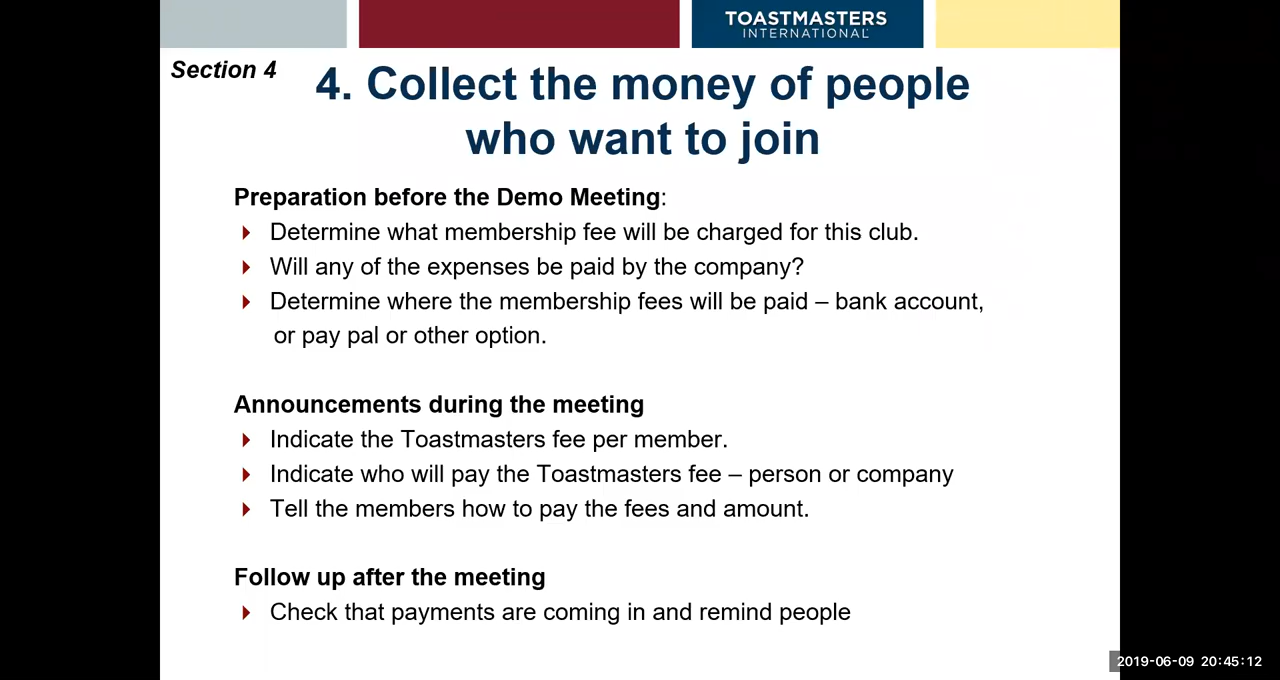 TOASTMASTERS
INTERNATIONAL
Section 4
4. Collect the money of people
who want to join
Preparation before the Demo Meeting:
Determine what membership fee will be charged for this club.
Will any of the expenses be paid by the company?
Determine where the membership fees will be paid – bank account,
or pay pal or other option.
Announcements during the meeting
Indicate the Toastmasters fee per member.
Indicate who will pay the Toastmasters fee – person or company
Tell the members how to pay the fees and amount.
Follow up after the meeting
Check that payments are coming in and remind people
2019-06-09 20:45:12